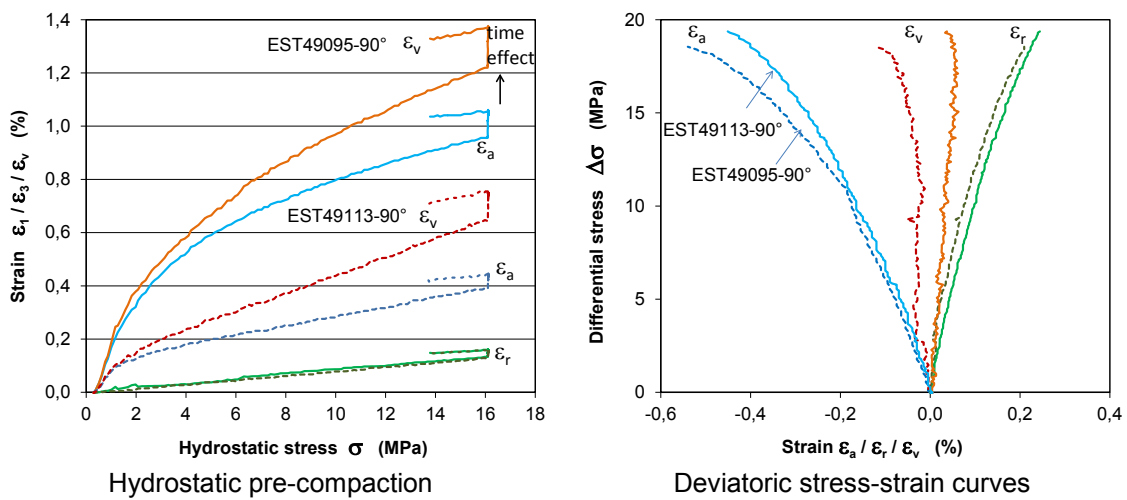 1,4
1,2
1,0
0,8
0,6
0,4
0,2
0,0
Strain ε1 / ε3 / εv (%)
EST49095-90°
εv
time
effect
εa
EST49113-90°
εv
εa
εr
2 4 6 8 10 12 14 16 18
Hydrostatic stress σ (MPa)
Hydrostatic pre-compaction
20
15
10
5
0
Differential stress Δσ (MPa)
εa
εv
εr
EST49113-90°
EST49095-90°
-0,6 -0,4 -0,2 0,0 0,2 0,4
Strain εa / εr / εv (%)
Deviatoric stress-strain curves